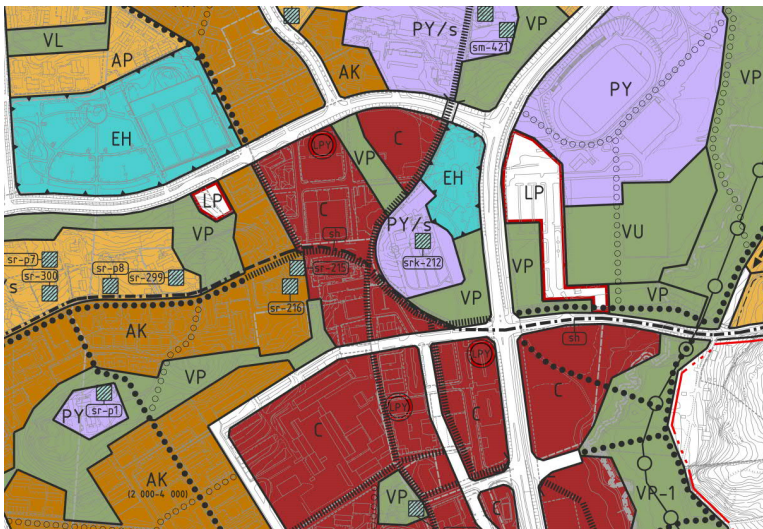 VL
AP
AK
PY/s
sm-421
VP
PY
VP
EH
LPY
C
VP
EH
LP
LP
VP
C
PY/s
srk-212
VU
sh
sr-p7
sr-300
sr-p8
sr-299
s
sr-215
sr-216
VP
VP
AK
VP
sh
LPY
C
PY
sr-p1
LPY
C
C
AK
(2 000-4 000)
VP
VP-1
C
C